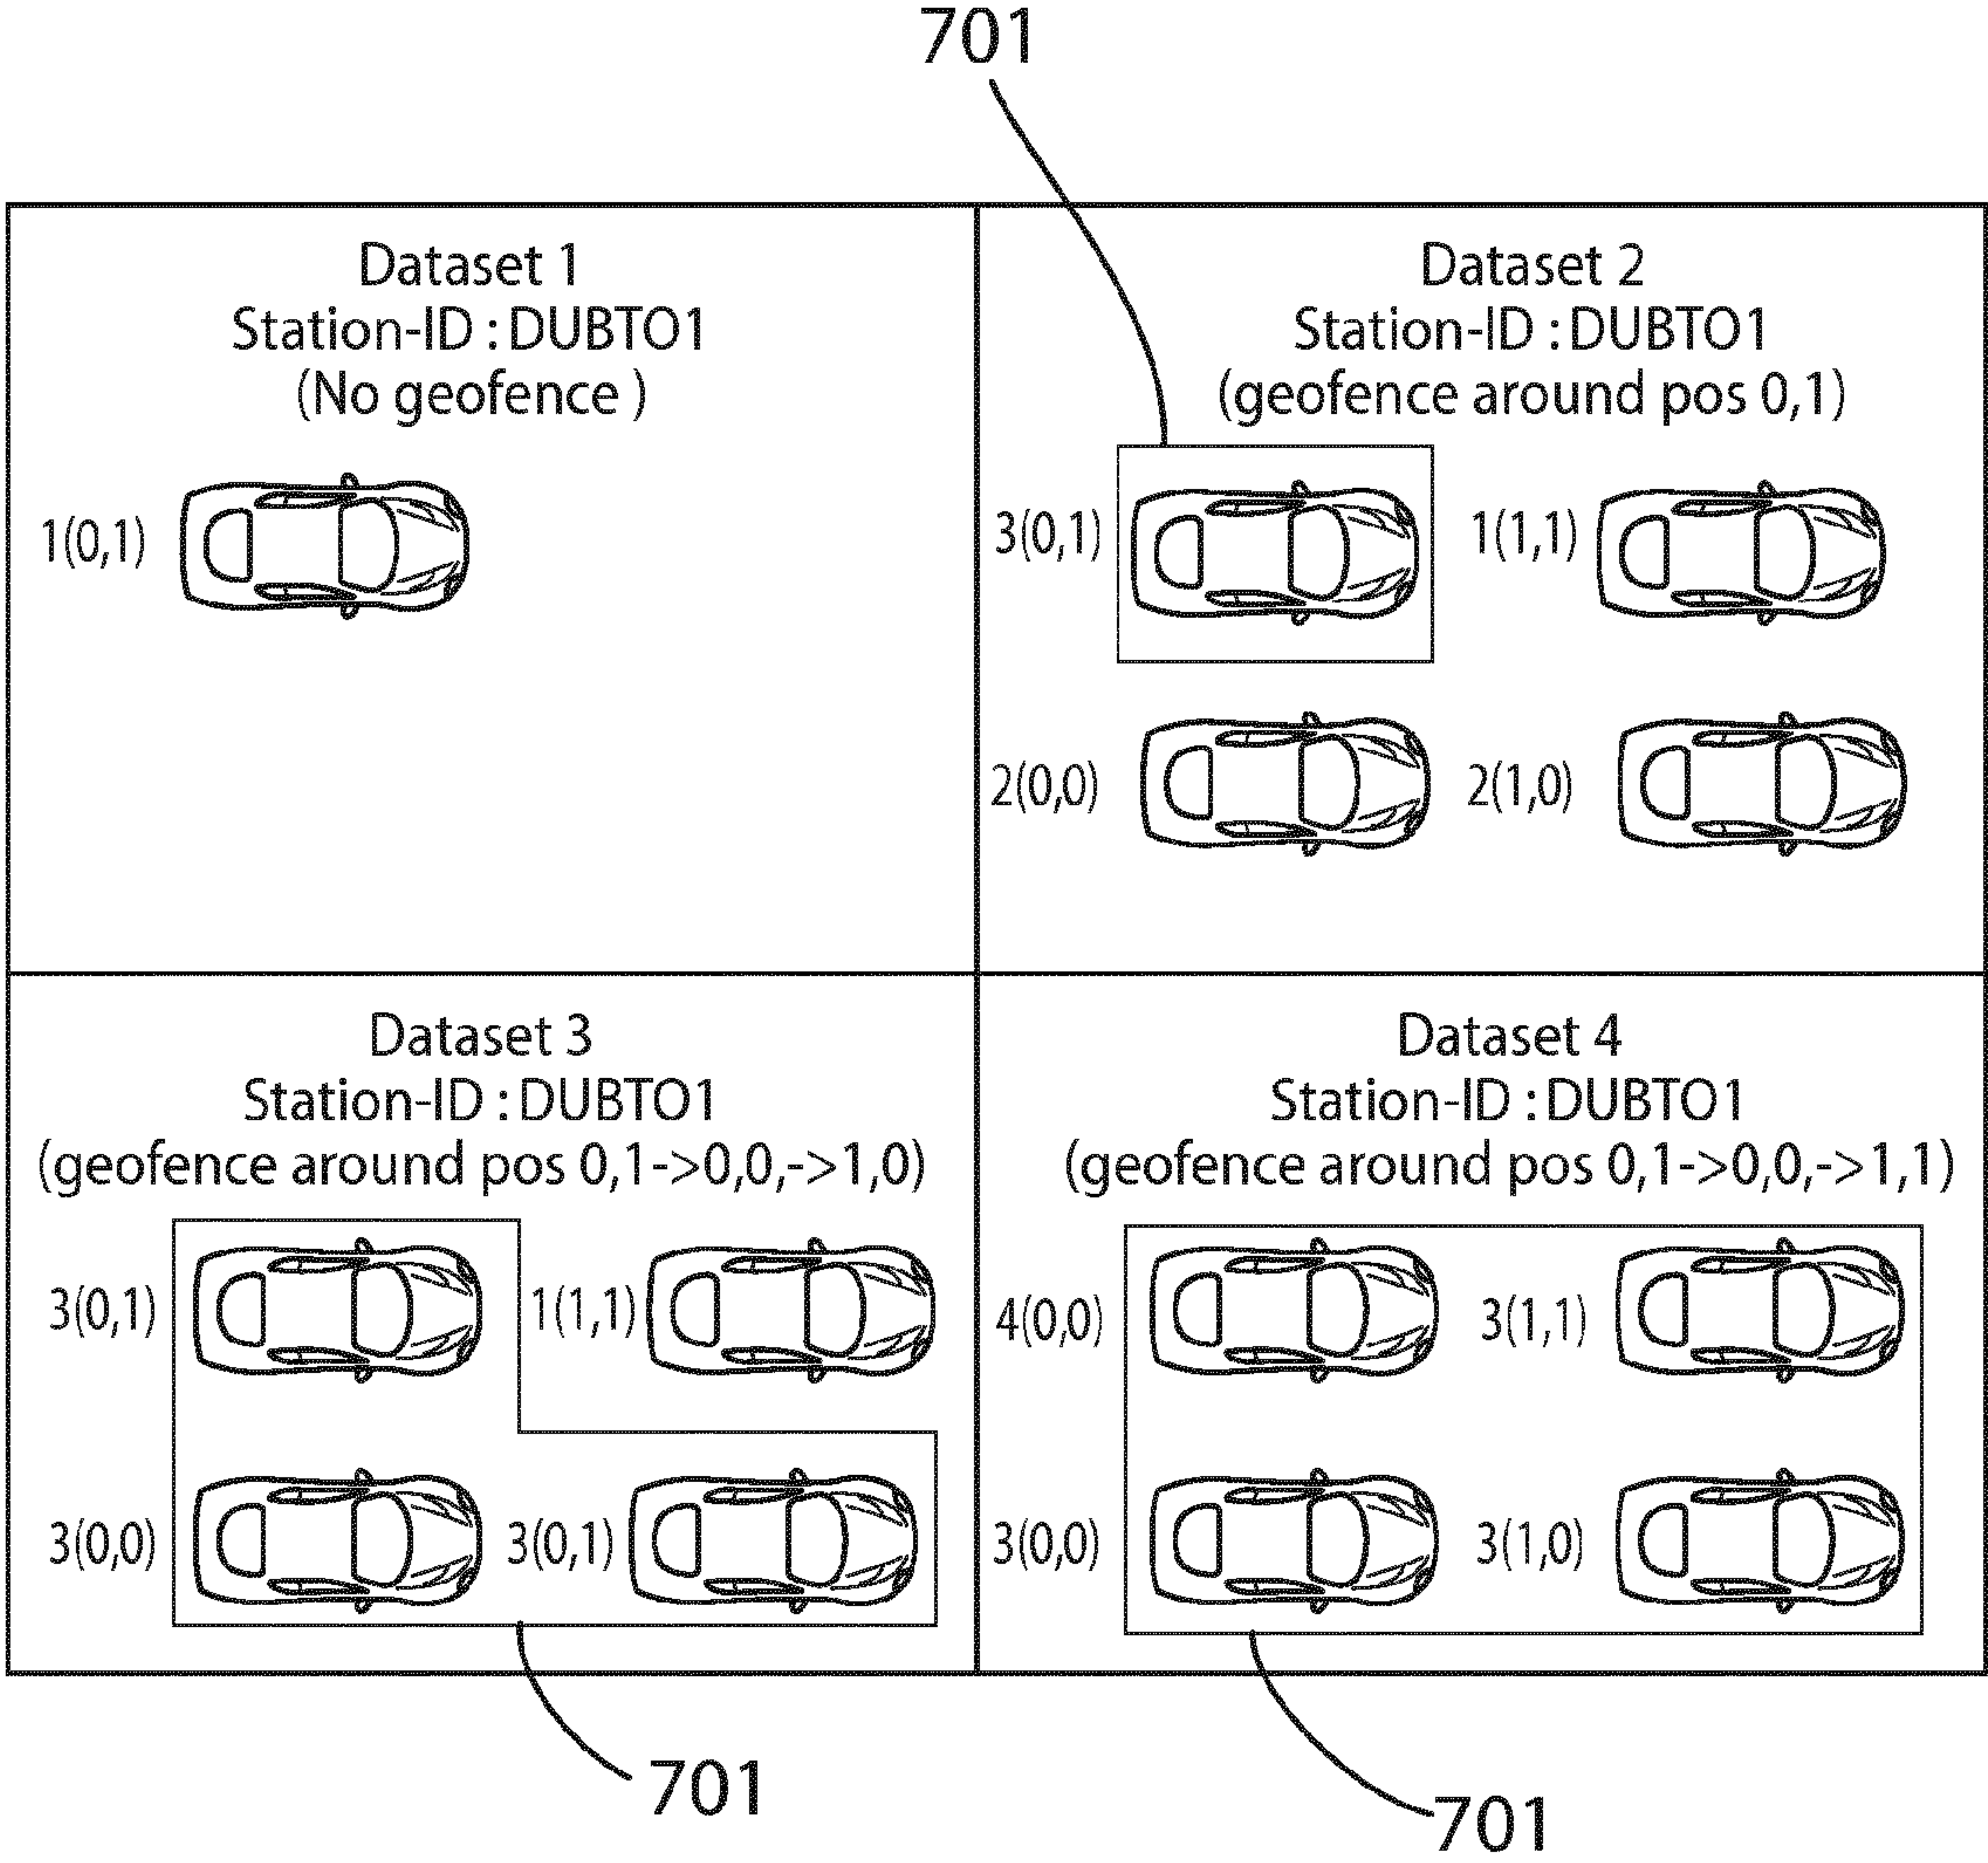 701
Dataset 1
Station-ID : DUBTO1
(No geofence )
1(0,1)
Dataset 2
Station-ID : DUBTO1
(geofence around pos 0,1)
3(0,1)
1(1,1)
2(0,0)
2(1,0)
Dataset 3
Station-ID : DUBTO1
(geofence around pos 0,1->0,0,->1,0)
3(0,1)
1(1,1)
3(0,0)
3(0,1)
Dataset 4
Station-ID : DUBTO1
(geofence around pos 0,1->0,0,->1,1)
4(0,0)
3(1,1)
3(0,0)
3(1,0)
701
701